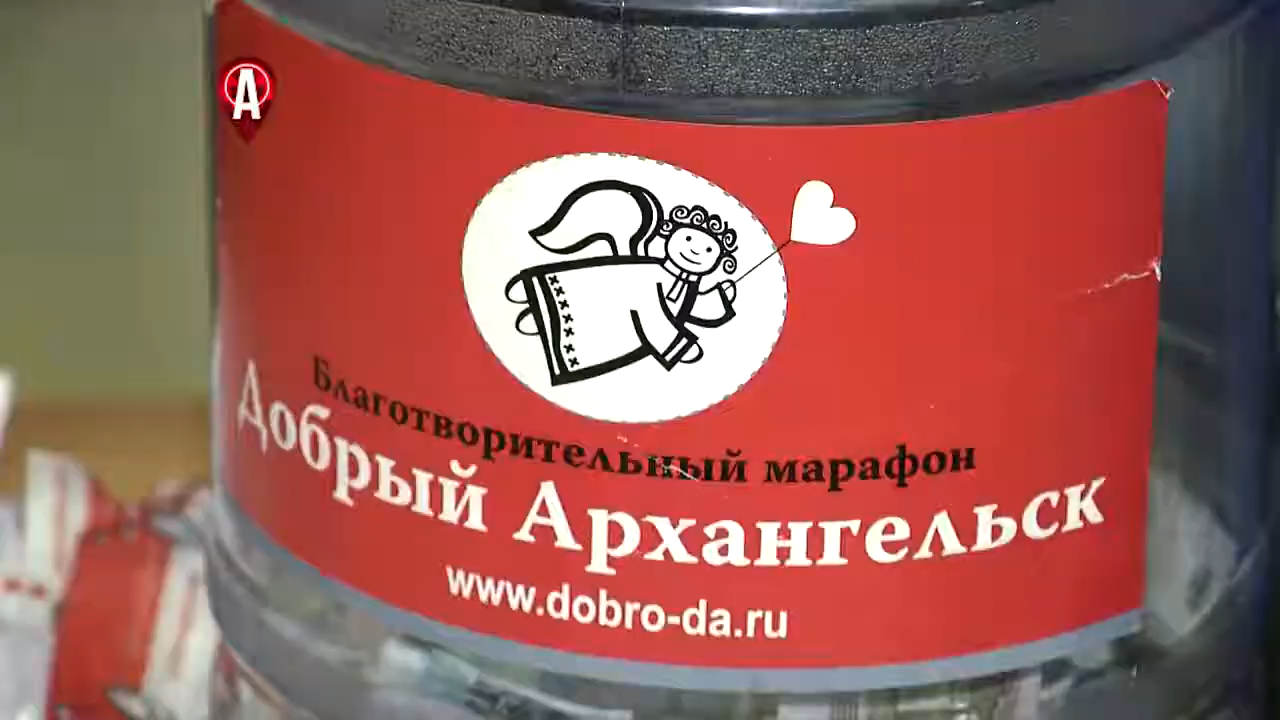 А
Благотворительный марафон
Добрый Архангельск
www.dobro-da.ru